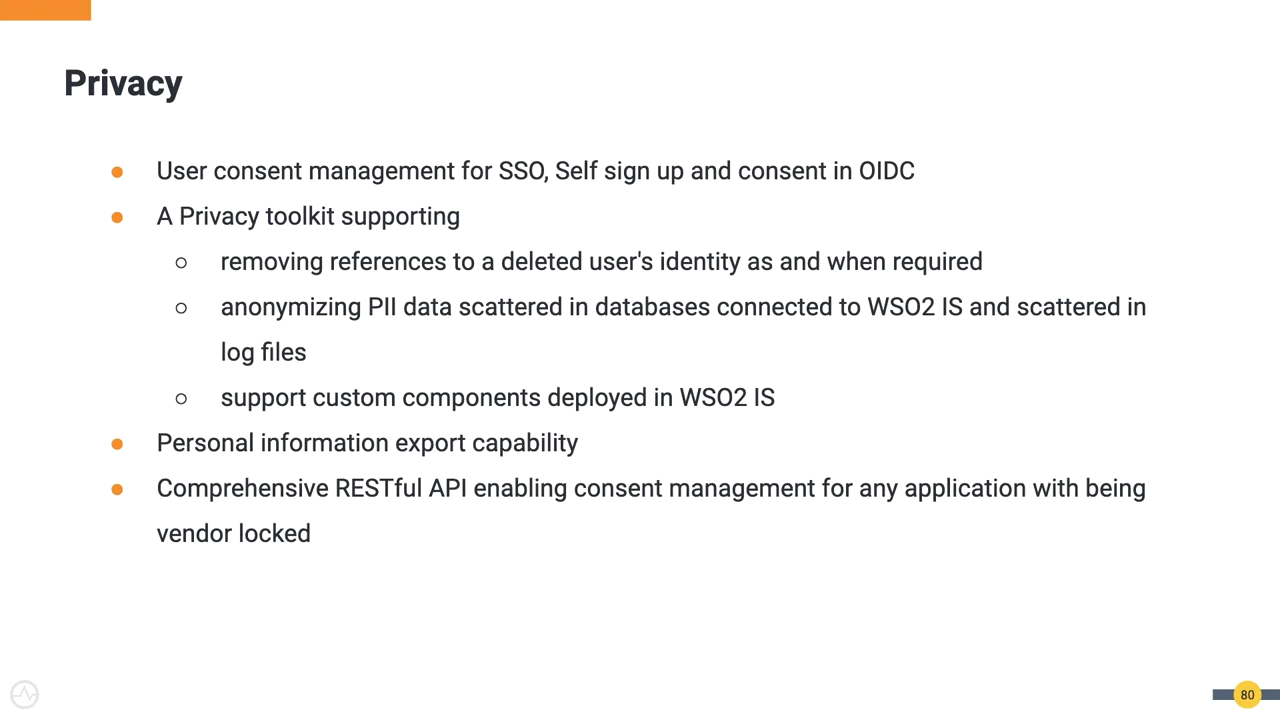 Privacy
● User consent management for SSO, Self sign up and consent in OIDC
● A Privacy toolkit supporting
○ removing references to a deleted user's identity as and when required
○ anonymizing PII data scattered in databases connected to WSO2 IS and scattered in
log files
○ support custom components deployed in WSO2 IS
● Personal information export capability
● Comprehensive RESTful API enabling consent management for any application with being
vendor locked
80